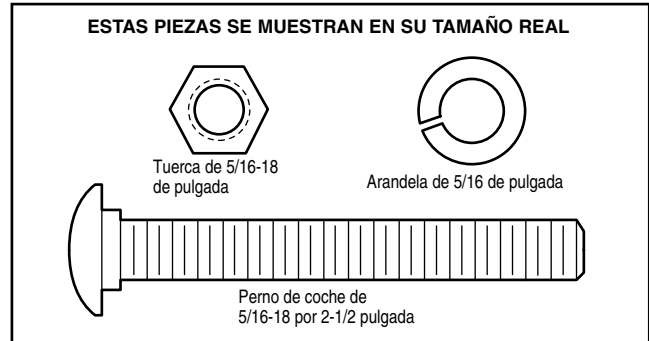 ESTAS PIEZAS SE MUESTRAN EN SU TAMAÑO REAL
Tuerca de 5/16-18
de pulgada
Arandela de 5/16 de pulgada
Perno de coche de
5/16-18 por 2-1/2 pulgada